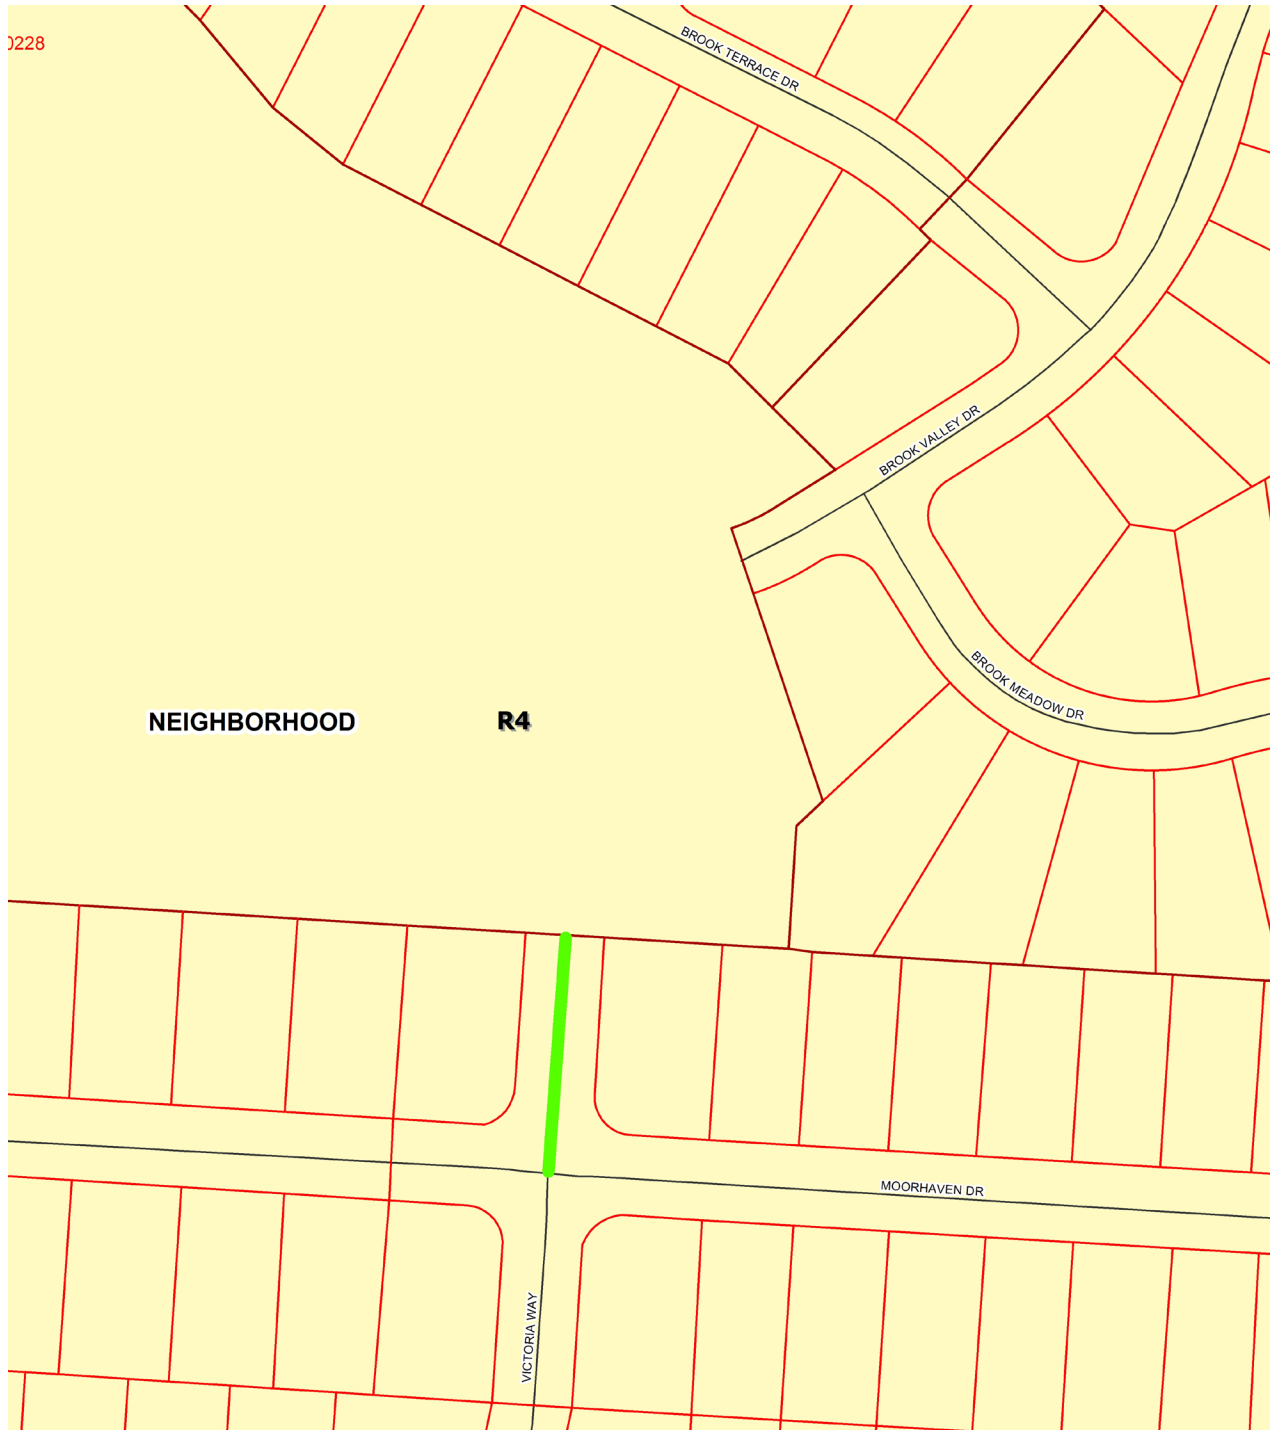 0228
BROOK TERRACE DR
BROOK VALLEY DR
BROOK MEADOW DR
NEIGHBORHOOD R4
MOORHAVEN DR
VICTORIA WAY